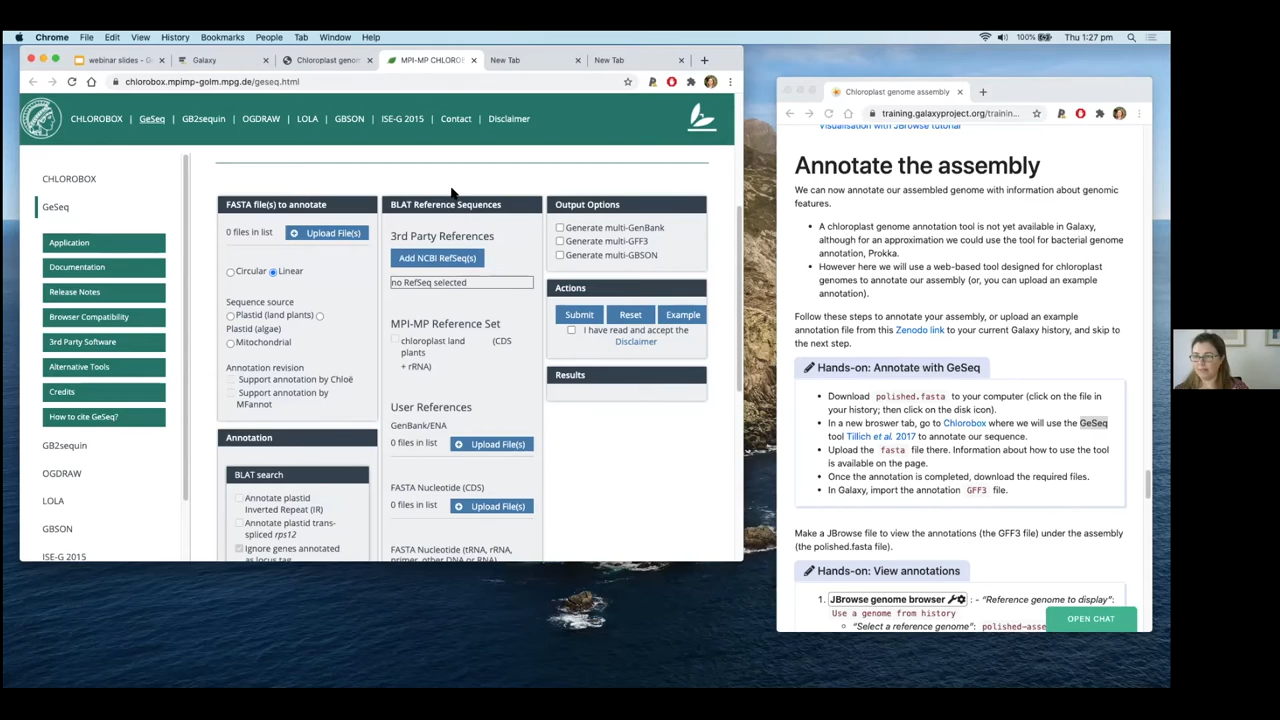 Chrome File Edit View History Bookmarks People Tab Window Help
100% Thu 1:27 pm
webinar slides - G
Galaxy
Chloroplast genom
MPI-MP CHLORO
New Tab
New Tab
chlorobox.mpimp-golm.mpg.de/geseq.html
CHLOROBOX | GeSeq | GB2sequin | OGDRAW | LOLA | GBSON | ISE-G 2015 | Contact | Disclaimer
CHLOROBOX
GeSeq
Application
Documentation
Release Notes
Browser Compatibility
3rd Party Software
Alternative Tools
Credits
How to cite GeSeq?
GB2sequin
OGDRAW
LOLA
GBSON
ISE-G 2015
FASTA file(s) to annotate
0 files in list
Upload File(s)
Circular Linear
Sequence source
Plastid (land plants)
Plastid (algae)
Mitochondrial
Annotation revision
Support annotation by Chloë
Support annotation by
MFannot
Annotation
BLAT search
Annotate plastid
Inverted Repeat (IR)
Annotate plastid trans-
spliced rps12
Ignore genes annotated
as locus tag
BLAT Reference Sequences
3rd Party References
Add NCBI RefSeq(s)
no RefSeq selected
MPI-MP Reference Set
chloroplast land (CDS
plants
+ rRNA)
User References
GenBank/ENA
0 files in list
Upload File(s)
FASTA Nucleotide (CDS)
0 files in list
Upload File(s)
FASTA Nucleotide (tRNA, rRNA,
primer, other DNA or RNA)
Output Options
Generate multi-GenBank
Generate multi-GFF3
Generate multi-GBSON
Actions
Submit Reset Example
I have read and accept the
Disclaimer
Results
Chloroplast genome assembly
training.galaxyproject.org/trainin...
Visualisation with JBrowse tutorial
Annotate the assembly
We can now annotate our assembled genome with information about genomic
features.
A chloroplast genome annotation tool is not yet available in Galaxy,
although for an approximation we could use the tool for bacterial genome
annotation, Prokka.
However here we will use a web-based tool designed for chloroplast
genomes to annotate our assembly (or, you can upload an example
annotation).
Follow these steps to annotate your assembly, or upload an example
annotation file from this Zenodo link to your current Galaxy history, and skip to
the next step.
Hands-on: Annotate with GeSeq
Download polished.fasta to your computer (click on the file in
your history; then click on the disk icon).
In a new broswer tab, go to Chlorobox where we will use the GeSeq
tool Tillich et al. 2017 to annotate our sequence.
Upload the fasta file there. Information about how to use the tool
is available on the page.
Once the annotation is completed, download the required files.
In Galaxy, import the annotation GFF3 file.
Make a JBrowse file to view the annotations (the GFF3 file) under the assembly
(the polished.fasta file).
Hands-on: View annotations
1. JBrowse genome browser : - “Reference genome to display”:
Use a genome from history
“Select a reference genome”: polished-asse
OPEN CHAT